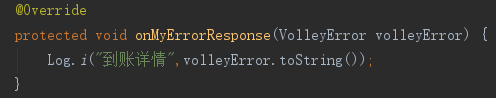 @Override
protected void onMyErrorResponse(VolleyError volleyError) {
    Log.i("到账详情",volleyError.toString());
}